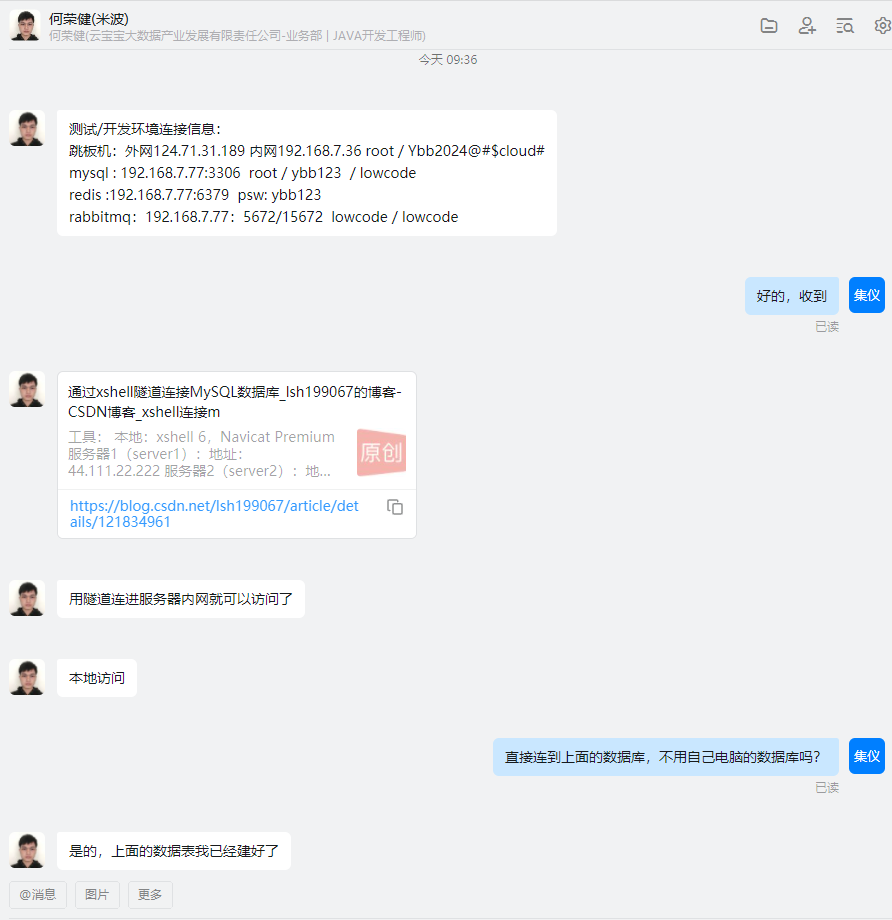 何荣健(米波)
何荣健(云宝宝大数据产业发展有限责任公司-业务部 | JAVA开发工程师)
今天 09:36
测试/开发环境连接信息：
跳板机：外网124.71.31.189 内网192.168.7.36 root / Ybb2024@#$cloud#
mysql : 192.168.7.77:3306  root / ybb123  / lowcode
redis :192.168.7.77:6379  psw: ybb123
rabbitmq：192.168.7.77：5672/15672  lowcode / lowcode
好的，收到
集仪
已读
通过xshell隧道连接MySQL数据库_lsh199067的博客-
CSDN博客_xshell连接m
工具： 本地：xshell 6，Navicat Premium
服务器1（server1）：地址：
44.111.22.222 服务器2（server2）：地...
原创
https://blog.csdn.net/lsh199067/article/det
ails/121834961
用隧道连进服务器内网就可以访问了
本地访问
直接连到上面的数据库，不用自己电脑的数据库吗？
集仪
已读
是的，上面的数据表我已经建好了
@消息 图片 更多